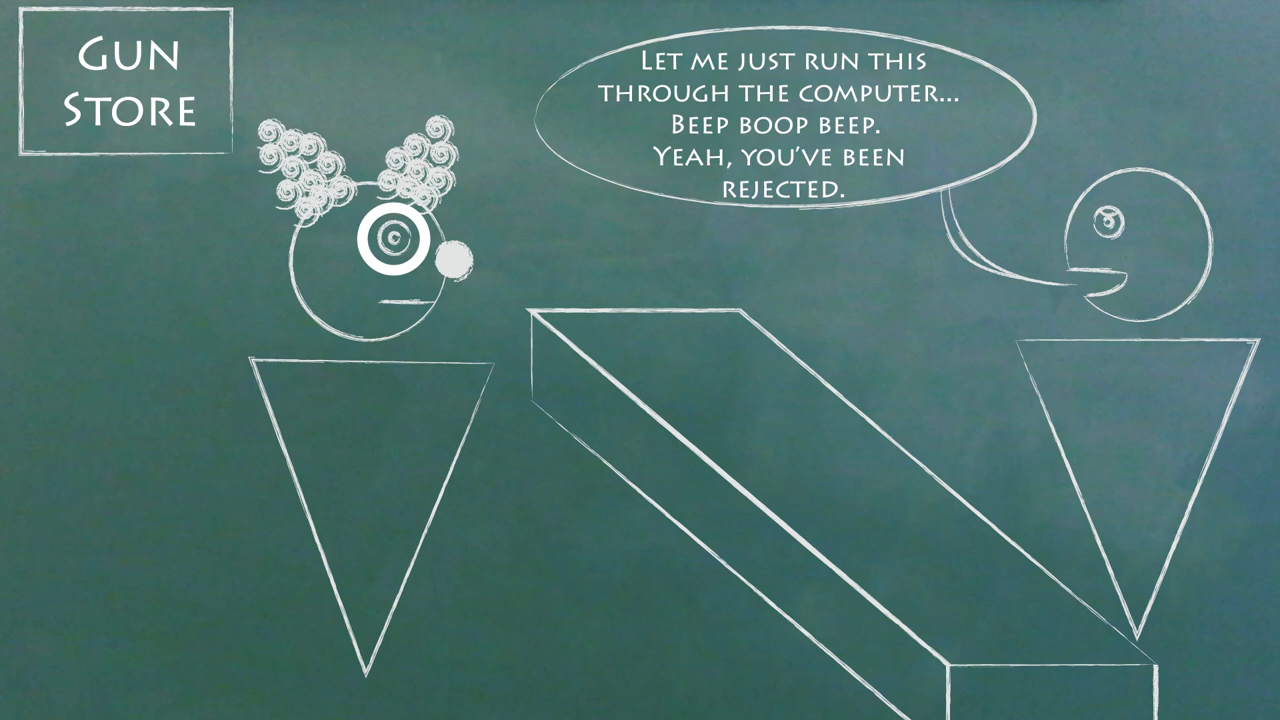 Gun
Store
Let me just run this
through the computer...
Beep boop beep.
Yeah, you've been
rejected.